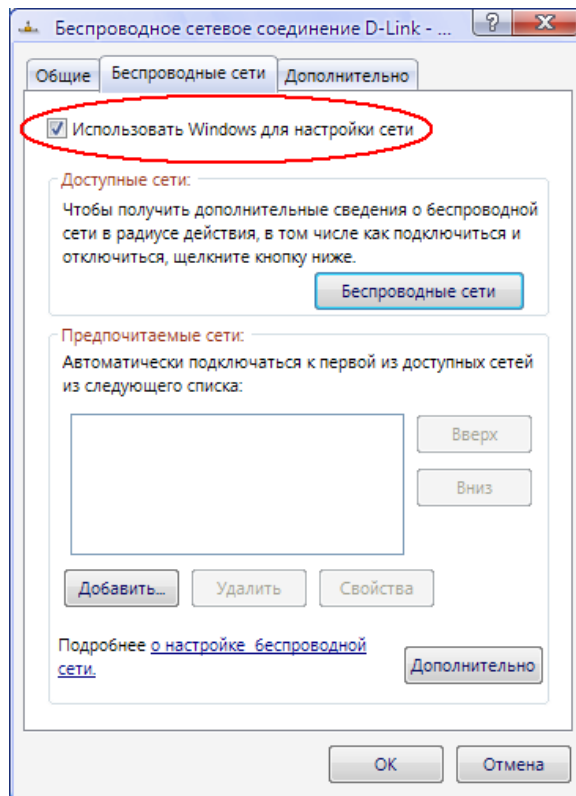 Беспроводное сетевое соединение D-Link - ...
Общие
Беспроводные сети
Дополнительно
Использовать Windows для настройки сети
Доступные сети:
Чтобы получить дополнительные сведения о беспроводной
сети в радиусе действия, в том числе как подключиться и
отключиться, щелкните кнопку ниже.
Беспроводные сети
Предпочитаемые сети:
Автоматически подключаться к первой из доступных сетей
из следующего списка:
Вверх
Вниз
Добавить...
Удалить
Свойства
Подробнее о настройке беспроводной
сети.
Дополнительно
ОК
Отмена